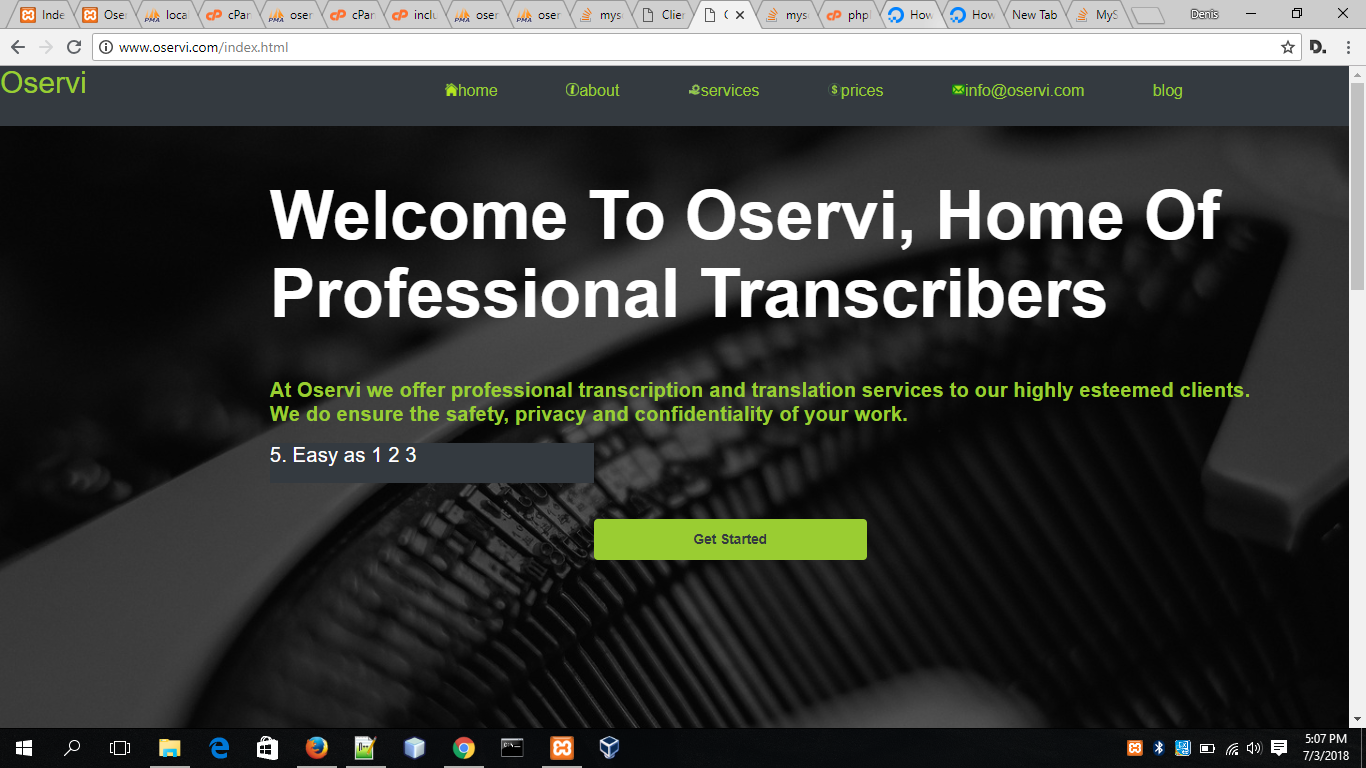 Inde
Oser
loca
cPar
oser
cPar
inclu
oser
oser
mys
Clier
mys
php
How
How
New Tab
MyS
Denis
www.oservi.com/index.html
D.
Oservi
home
about
services
prices
info@oservi.com
blog
Welcome To Oservi, Home Of
Professional Transcribers
At Oservi we offer professional transcription and translation services to our highly esteemed clients.
We do ensure the safety, privacy and confidentiality of your work.
5. Easy as 1 2 3
Get Started
5:07 PM
7/3/2018